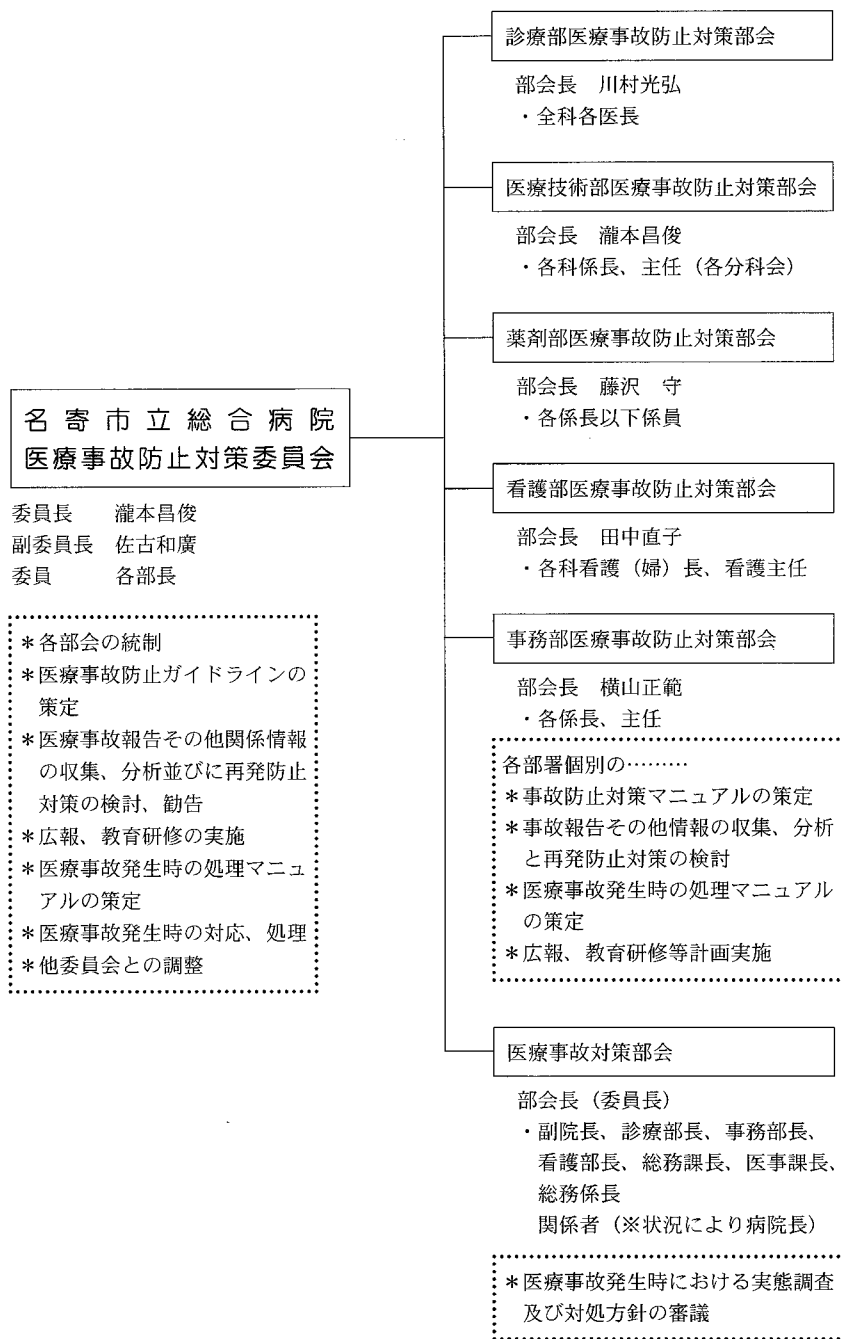 診療部医療事故防止対策部会
部会長　川村光弘
・全科各医長
医療技術部医療事故防止対策部会
部会長　瀧本昌俊
・各科係長、主任（各分科会）
薬剤部医療事故防止対策部会
部会長　藤沢　守
・各係長以下係員
名寄市立総合病院
医療事故防止対策委員会
委員長　　瀧本昌俊
副委員長　佐古和廣
委員　　　各部長
＊各部会の統制
＊医療事故防止ガイドラインの
策定
＊医療事故報告その他関係情報
の収集、分析並びに再発防止
対策の検討、勧告
＊広報、教育研修の実施
＊医療事故発生時の処理マニュ
アルの策定
＊医療事故発生時の対応、処理
＊他委員会との調整
看護部医療事故防止対策部会
部会長　田中直子
・各科看護（婦）長、看護主任
事務部医療事故防止対策部会
部会長　横山正範
・各係長、主任
各部署個別の………
＊事故防止対策マニュアルの策定
＊事故報告その他情報の収集、分析
と再発防止対策の検討
＊医療事故発生時の処理マニュアル
の策定
＊広報、教育研修等計画実施
医療事故対策部会
部会長（委員長）
・副院長、診療部長、事務部長、
看護部長、総務課長、医事課長、
総務係長
関係者（※状況により病院長）
＊医療事故発生時における実態調査
及び対処方針の審議